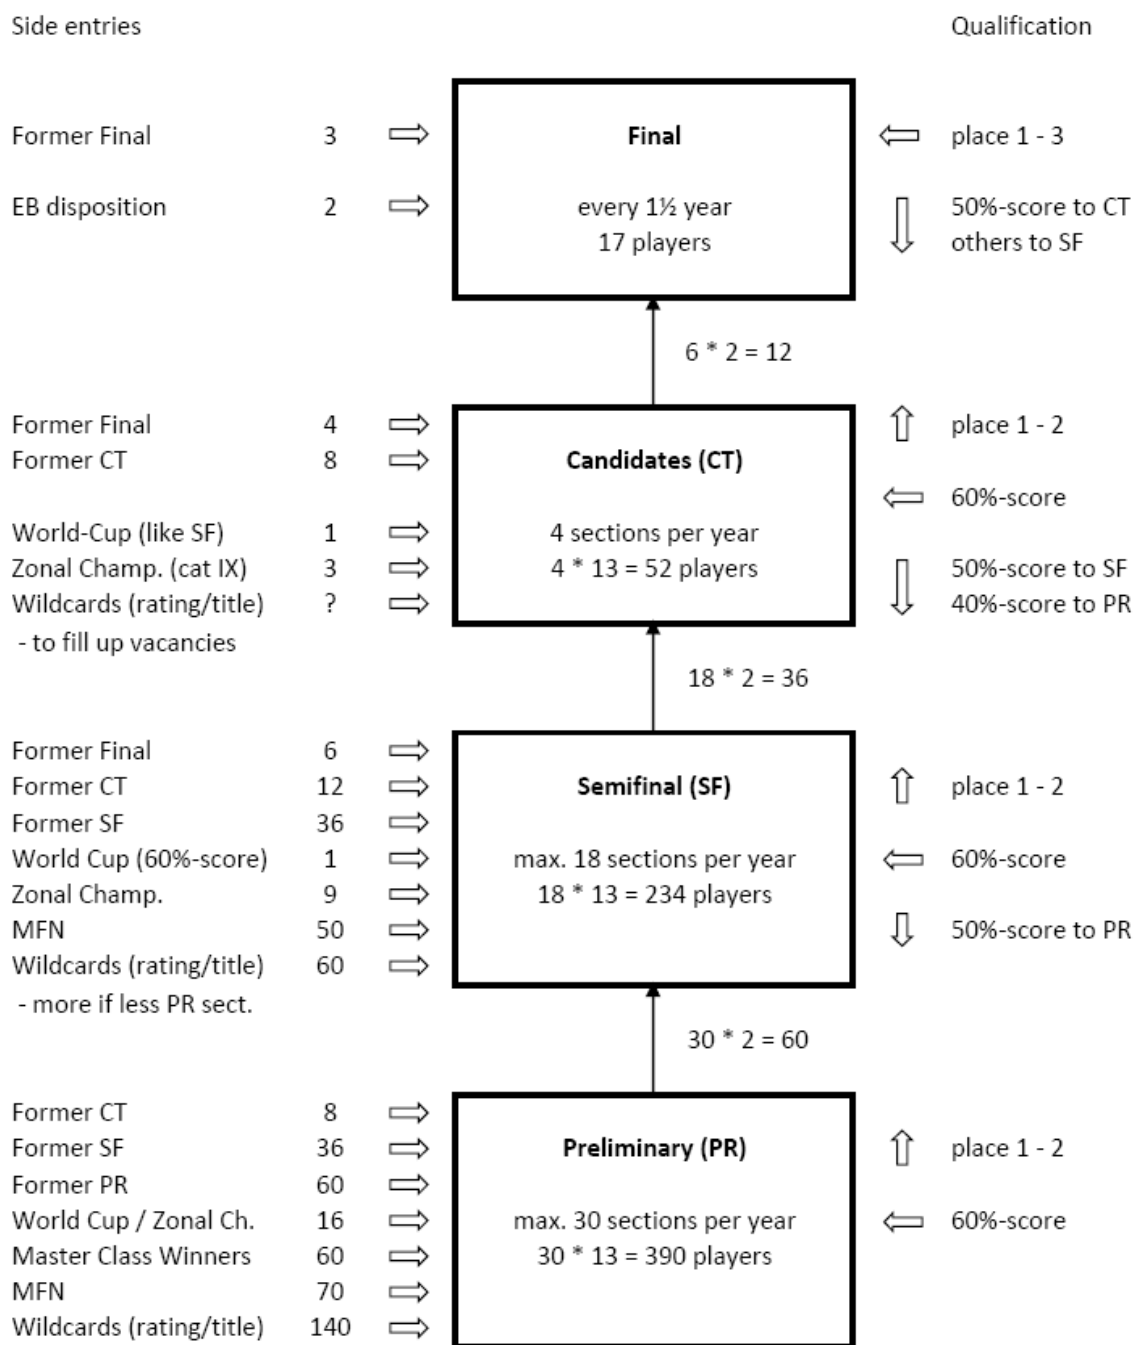 Side entries Qualification
Former Final 3 Final place 1 - 3
EB disposition 2 every 1½ year 50%-score to CT
17 players others to SF
6 * 2 = 12
Former Final 4 place 1 - 2
Former CT 8 Candidates (CT)
60%-score
World-Cup (like SF) 1 4 sections per year
Zonal Champ. (cat IX) 3 4 * 13 = 52 players 50%-score to SF
Wildcards (rating/title) ? 40%-score to PR
- to fill up vacancies
18 * 2 = 36
Former Final 6
Former CT 12 Semifinal (SF) place 1 - 2
Former SF 36
World Cup (60%-score) 1 max. 18 sections per year 60%-score
Zonal Champ. 9 18 * 13 = 234 players
MFN 50 50%-score to PR
Wildcards (rating/title) 60
- more if less PR sect.
30 * 2 = 60
Former CT 8
Former SF 36 Preliminary (PR) place 1 - 2
Former PR 60
World Cup / Zonal Ch. 16 max. 30 sections per year 60%-score
Master Class Winners 60 30 * 13 = 390 players
MFN 70
Wildcards (rating/title) 140